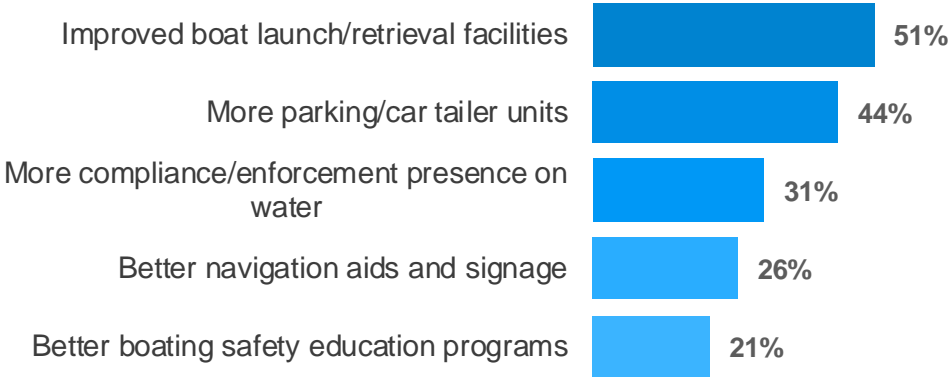 Improved boat launch/retrieval facilities 51%
More parking/car tailer units 44%
More compliance/enforcement presence on
water 31%
Better navigation aids and signage 26%
Better boating safety education programs 21%